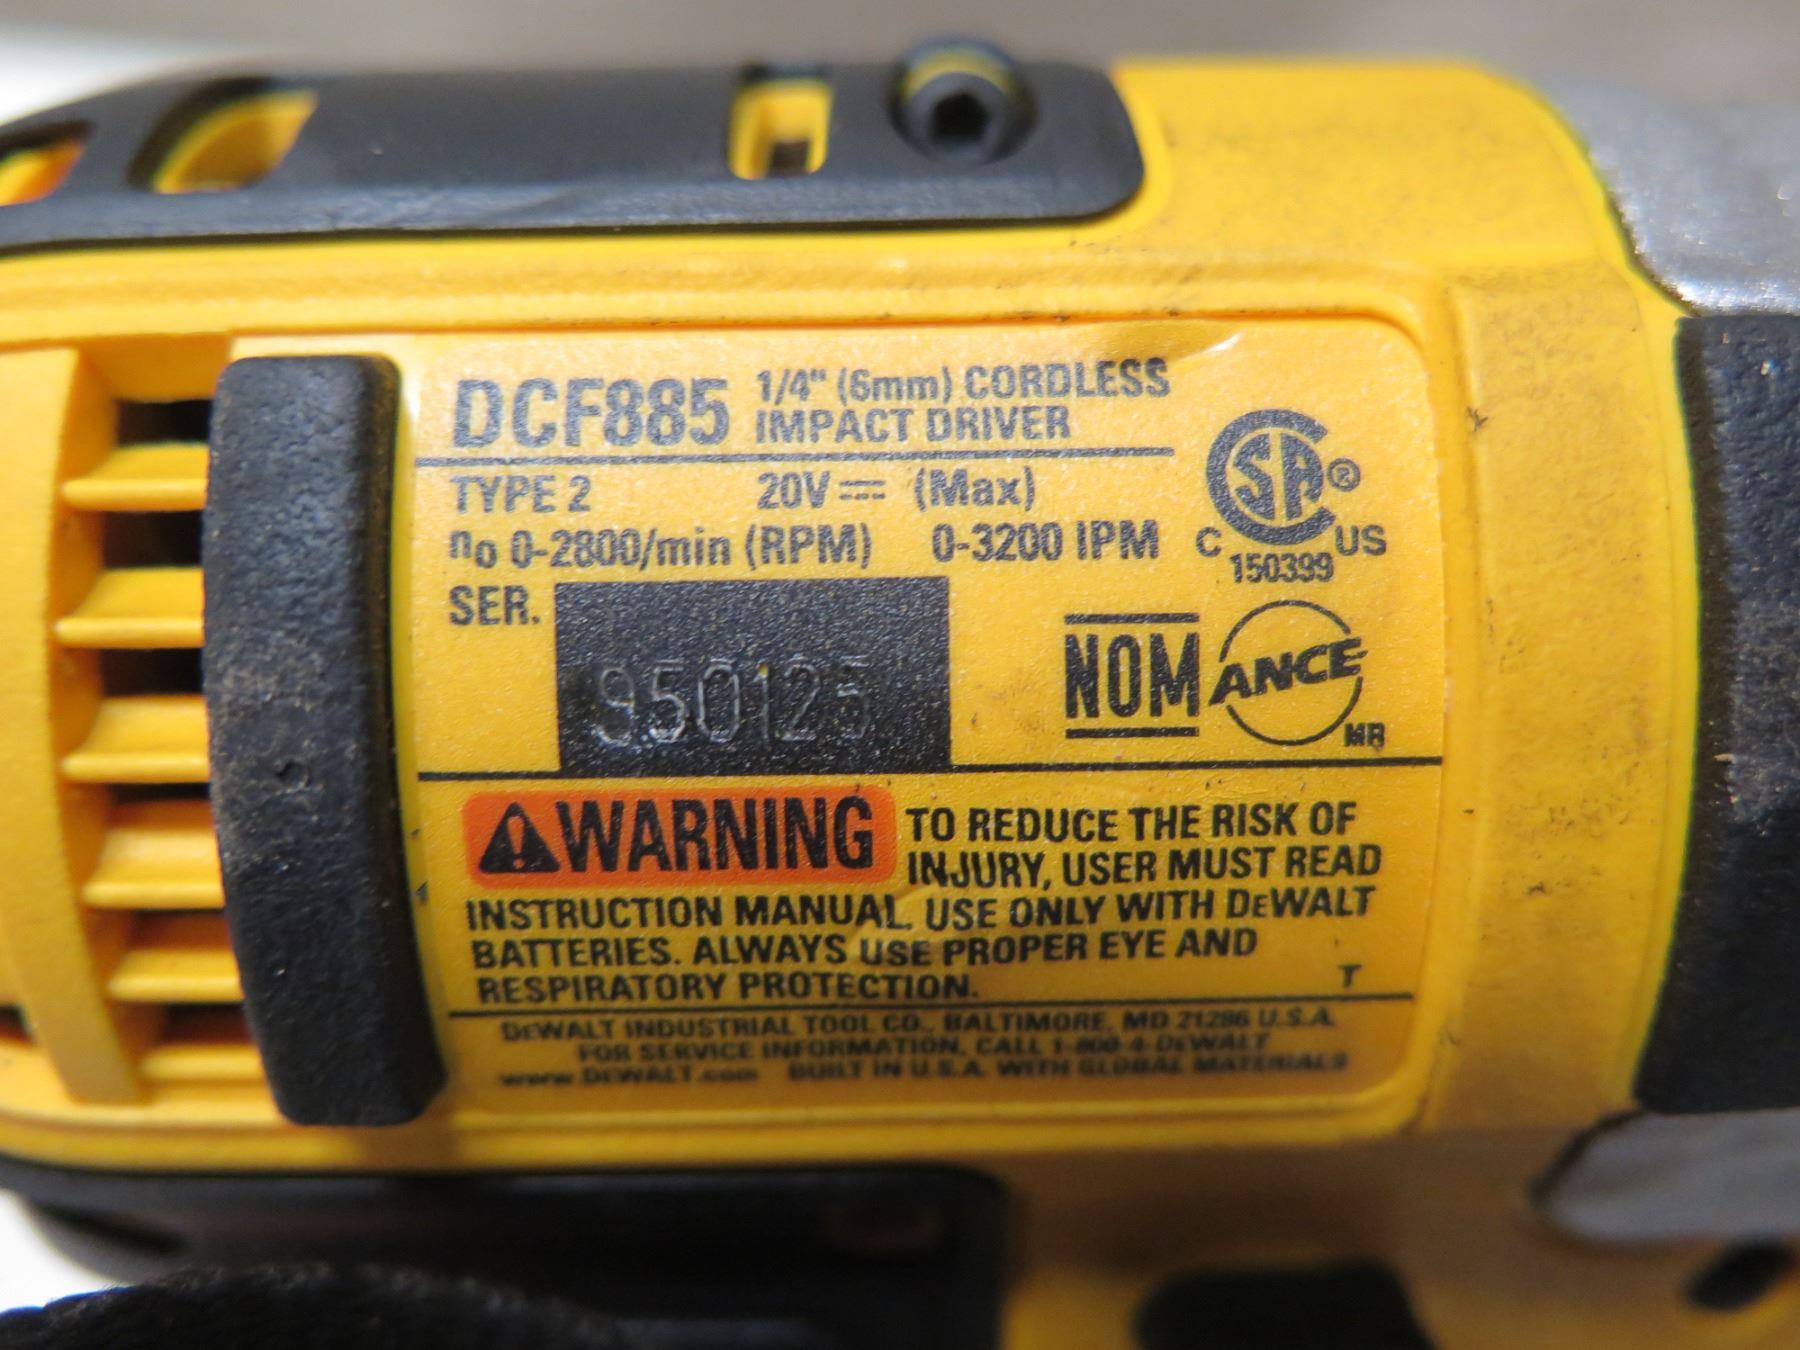 DCF885 1/4" (6mm) CORDLESS
IMPACT DRIVER
TYPE 2 20V (Max)
no 0-2800/min (RPM) 0-3200 IPM
SER. 950125
CSA®
C US
150399
NOM ANCE
MR
WARNING TO REDUCE THE RISK OF
INJURY, USER MUST READ
INSTRUCTION MANUAL. USE ONLY WITH DEWALT
BATTERIES. ALWAYS USE PROPER EYE AND
RESPIRATORY PROTECTION. T
DEWALT INDUSTRIAL TOOL CO., BALTIMORE, MD 21286 U.S.A.
FOR SERVICE INFORMATION, CALL 1-800-4-DEWALT
www.DEWALT.com BUILT IN U.S.A. WITH GLOBAL MATERIALS